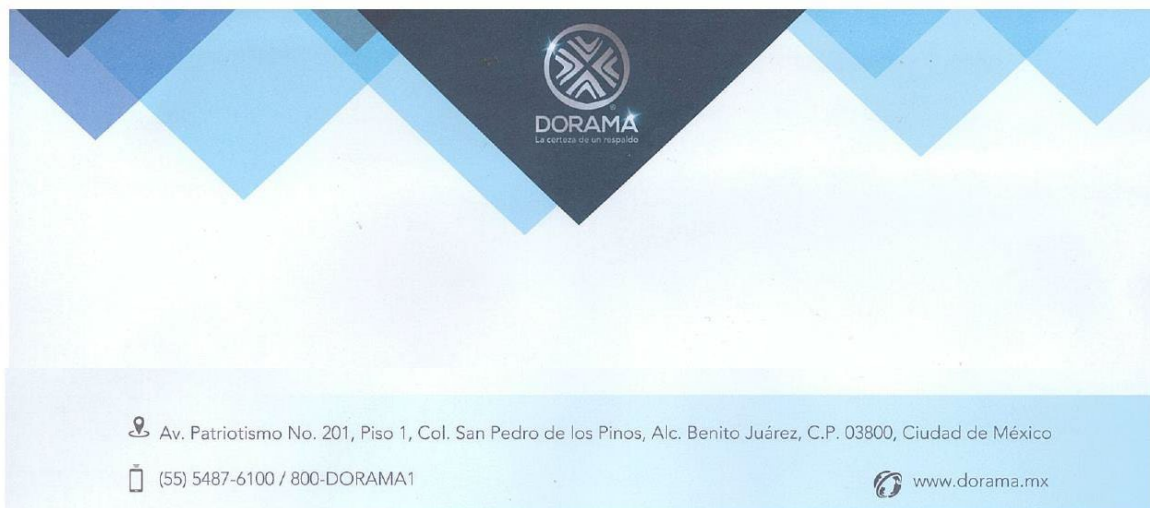 DORAMA
La certeza de un respaldo
Av. Patriotismo No. 201, Piso 1, Col. San Pedro de los Pinos, Alc. Benito Juárez, C.P. 03800, Ciudad de México
(55) 5487-6100 / 800-DORAMA1
www.dorama.mx